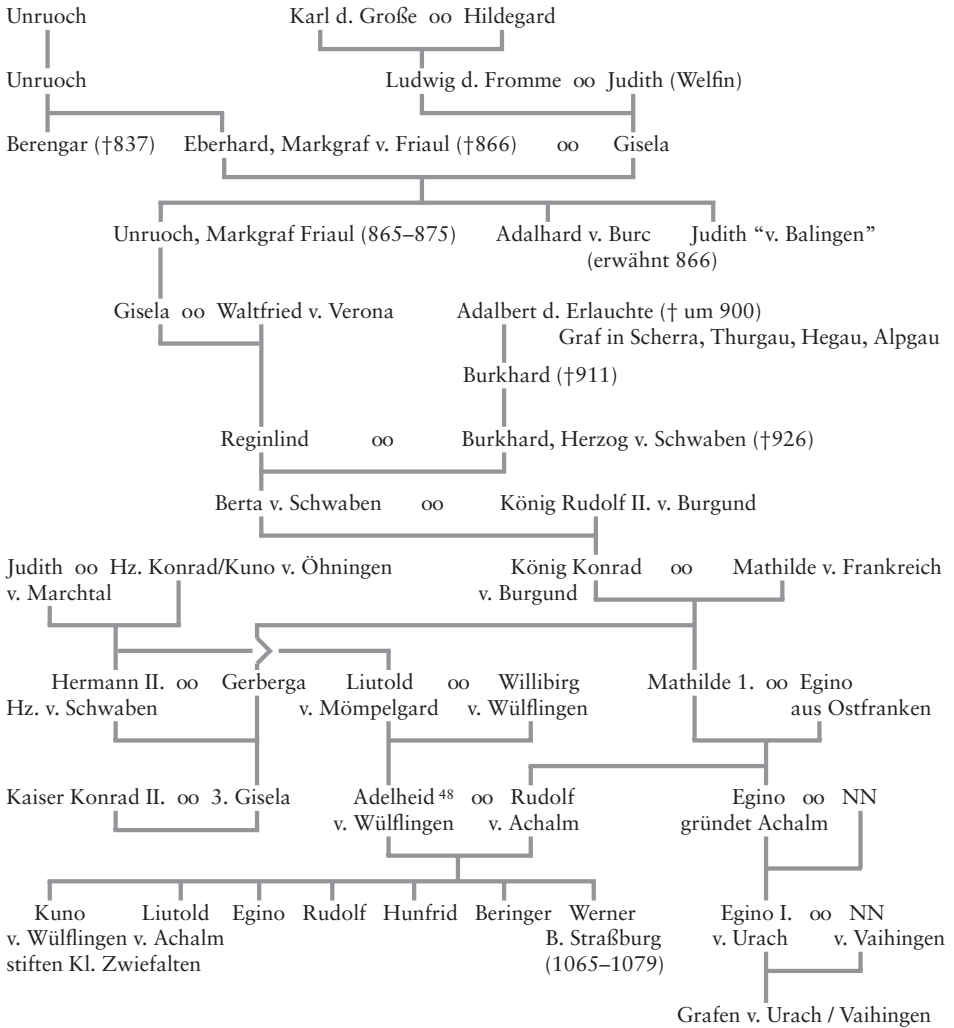 Unruoch Karl d. Große oo Hildegard
Unruoch Ludwig d. Fromme oo Judith (Welfin)
Berengar (†837) Eberhard, Markgraf v. Friaul (†866) oo Gisela
Unruoch, Markgraf Friaul (865–875) Adalhard v. Burc Judith “v. Balingen”
(erwähnt 866)
Gisela oo Waltfried v. Verona Adalbert d. Erlauchte († um 900)
Graf in Scherra, Thurgau, Hegau, Alpgau
Burkhard (†911)
Reginlind oo Burkhard, Herzog v. Schwaben (†926)
Berta v. Schwaben oo König Rudolf II. v. Burgund
Judith oo Hz. Konrad/Kuno v. Öhningen König Konrad oo Mathilde v. Frankreich
v. Marchtal v. Burgund
Hermann II. oo Gerberga Liutold oo Willibirg Mathilde 1. oo Egino
Hz. v. Schwaben v. Mömpelgard v. Wülflingen aus Ostfranken
Kaiser Konrad II. oo 3. Gisela Adelheid 48 oo Rudolf Egino oo NN
v. Wülflingen v. Achalm gründet Achalm
Kuno Liutold Egino Rudolf Hunfrid Beringer Werner Egino I. oo NN
v. Wülflingen v. Achalm B. Straßburg v. Urach v. Vaihingen
stiften Kl. Zwiefalten (1065–1079)
Grafen v. Urach / Vaihingen